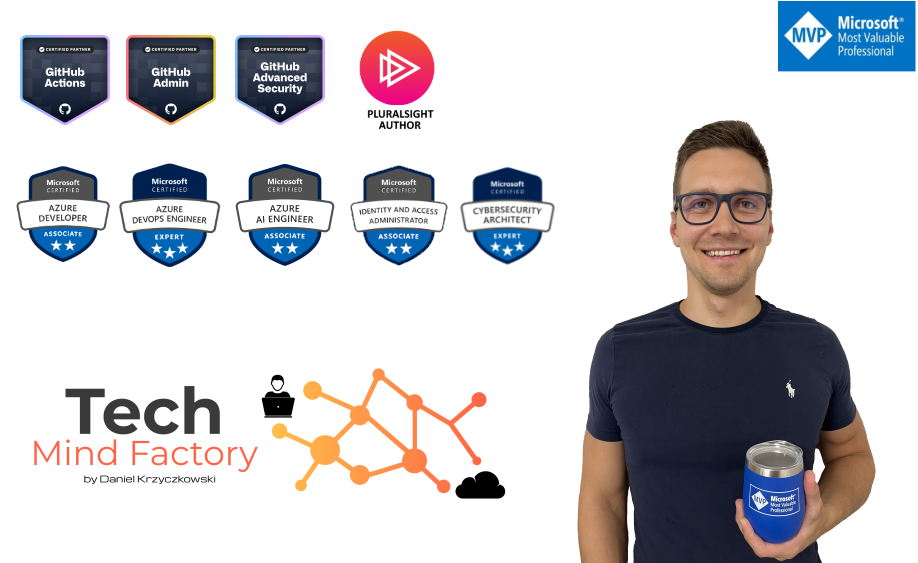 CERTIFIED PARTNER
GitHub
Actions
CERTIFIED PARTNER
GitHub
Admin
CERTIFIED PARTNER
GitHub
Advanced
Security
PLURALSIGHT
AUTHOR
MVP
Microsoft®
Most Valuable
Professional
Microsoft
CERTIFIED
AZURE
DEVELOPER
ASSOCIATE
Microsoft
CERTIFIED
AZURE
DEVOPS ENGINEER
EXPERT
Microsoft
CERTIFIED
AZURE
AI ENGINEER
ASSOCIATE
Microsoft
CERTIFIED
IDENTITY AND ACCESS
ADMINISTRATOR
ASSOCIATE
Microsoft
CERTIFIED
CYBERSECURITY
ARCHITECT
EXPERT
Tech
Mind Factory
by Daniel Krzyczkowski
MVP
Microsoft®
Most Valuable
Professional